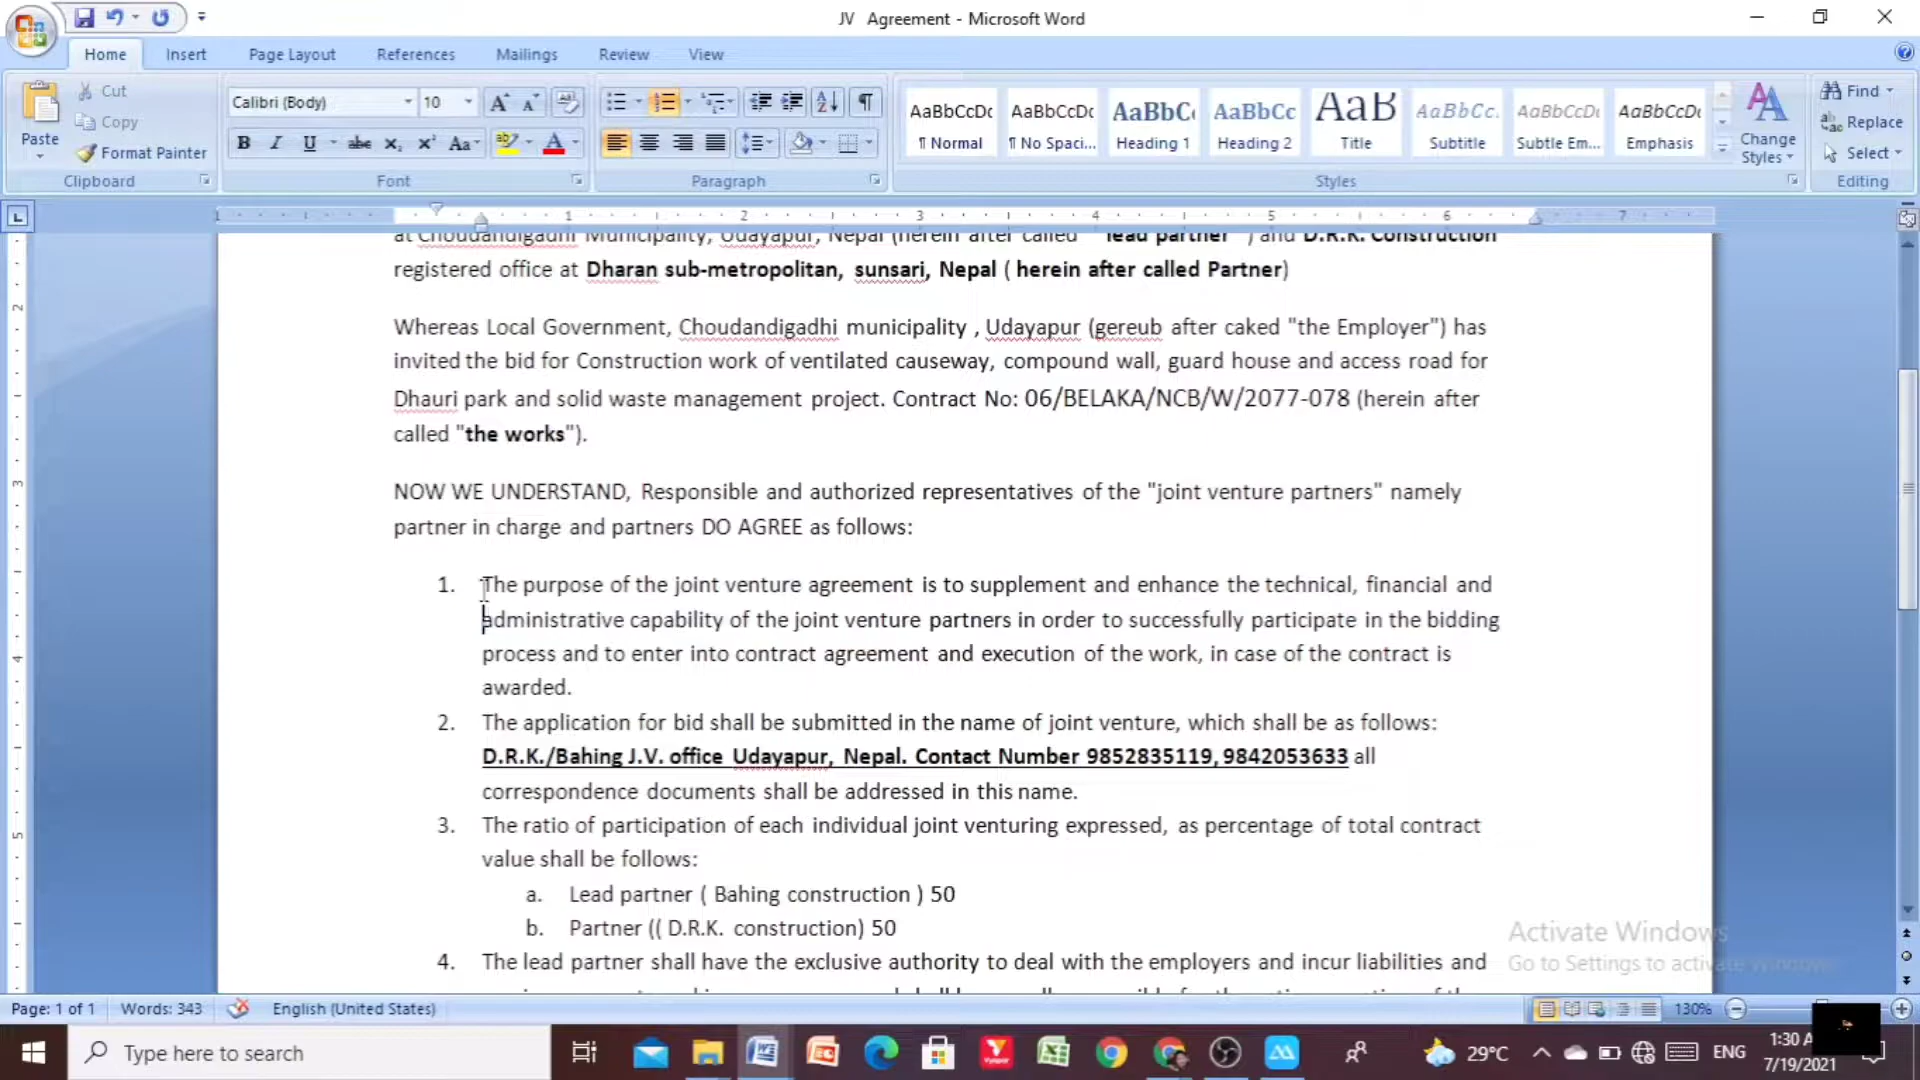 JV Agreement - Microsoft Word
Home Insert Page Layout References Mailings Review View
Paste
Cut
Copy
Format Painter
Clipboard
Calibri (Body) 10
B I U abe X₂ X² Aa
Font
Paragraph
AaBbCcDc AaBbCcDc AaBbC AaBbCc AaB AaBbCc. AaBbCcDc AaBbCcDc
¶ Normal ¶ No Spaci... Heading 1 Heading 2 Title Subtitle Subtle Em... Emphasis
Change
Styles
Styles
Find
Replace
Select
Editing
1 1 2 3 4 5 6 7
at Choudandigadhi Municipality, Udayapur, Nepal (herein after called "lead partner" ) and D.R.K. Construction
registered office at Dharan sub-metropolitan, sunsari, Nepal ( herein after called Partner)
Whereas Local Government, Choudandigadhi municipality , Udayapur (gereub after caked "the Employer") has
invited the bid for Construction work of ventilated causeway, compound wall, guard house and access road for
Dhauri park and solid waste management project. Contract No: 06/BELAKA/NCB/W/2077-078 (herein after
called "the works").
NOW WE UNDERSTAND, Responsible and authorized representatives of the "joint venture partners" namely
partner in charge and partners DO AGREE as follows:
1. The purpose of the joint venture agreement is to supplement and enhance the technical, financial and
administrative capability of the joint venture partners in order to successfully participate in the bidding
process and to enter into contract agreement and execution of the work, in case of the contract is
awarded.
2. The application for bid shall be submitted in the name of joint venture, which shall be as follows:
D.R.K./Bahing J.V. office Udayapur, Nepal. Contact Number 9852835119, 9842053633 all
correspondence documents shall be addressed in this name.
3. The ratio of participation of each individual joint venturing expressed, as percentage of total contract
value shall be follows:
a. Lead partner ( Bahing construction ) 50
b. Partner (( D.R.K. construction) 50
4. The lead partner shall have the exclusive authority to deal with the employers and incur liabilities and
Activate Windows
Go to Settings to activate Windows.
Page: 1 of 1 Words: 343 English (United States) 130%
Type here to search
29°C ENG
1:30 A
7/19/2021